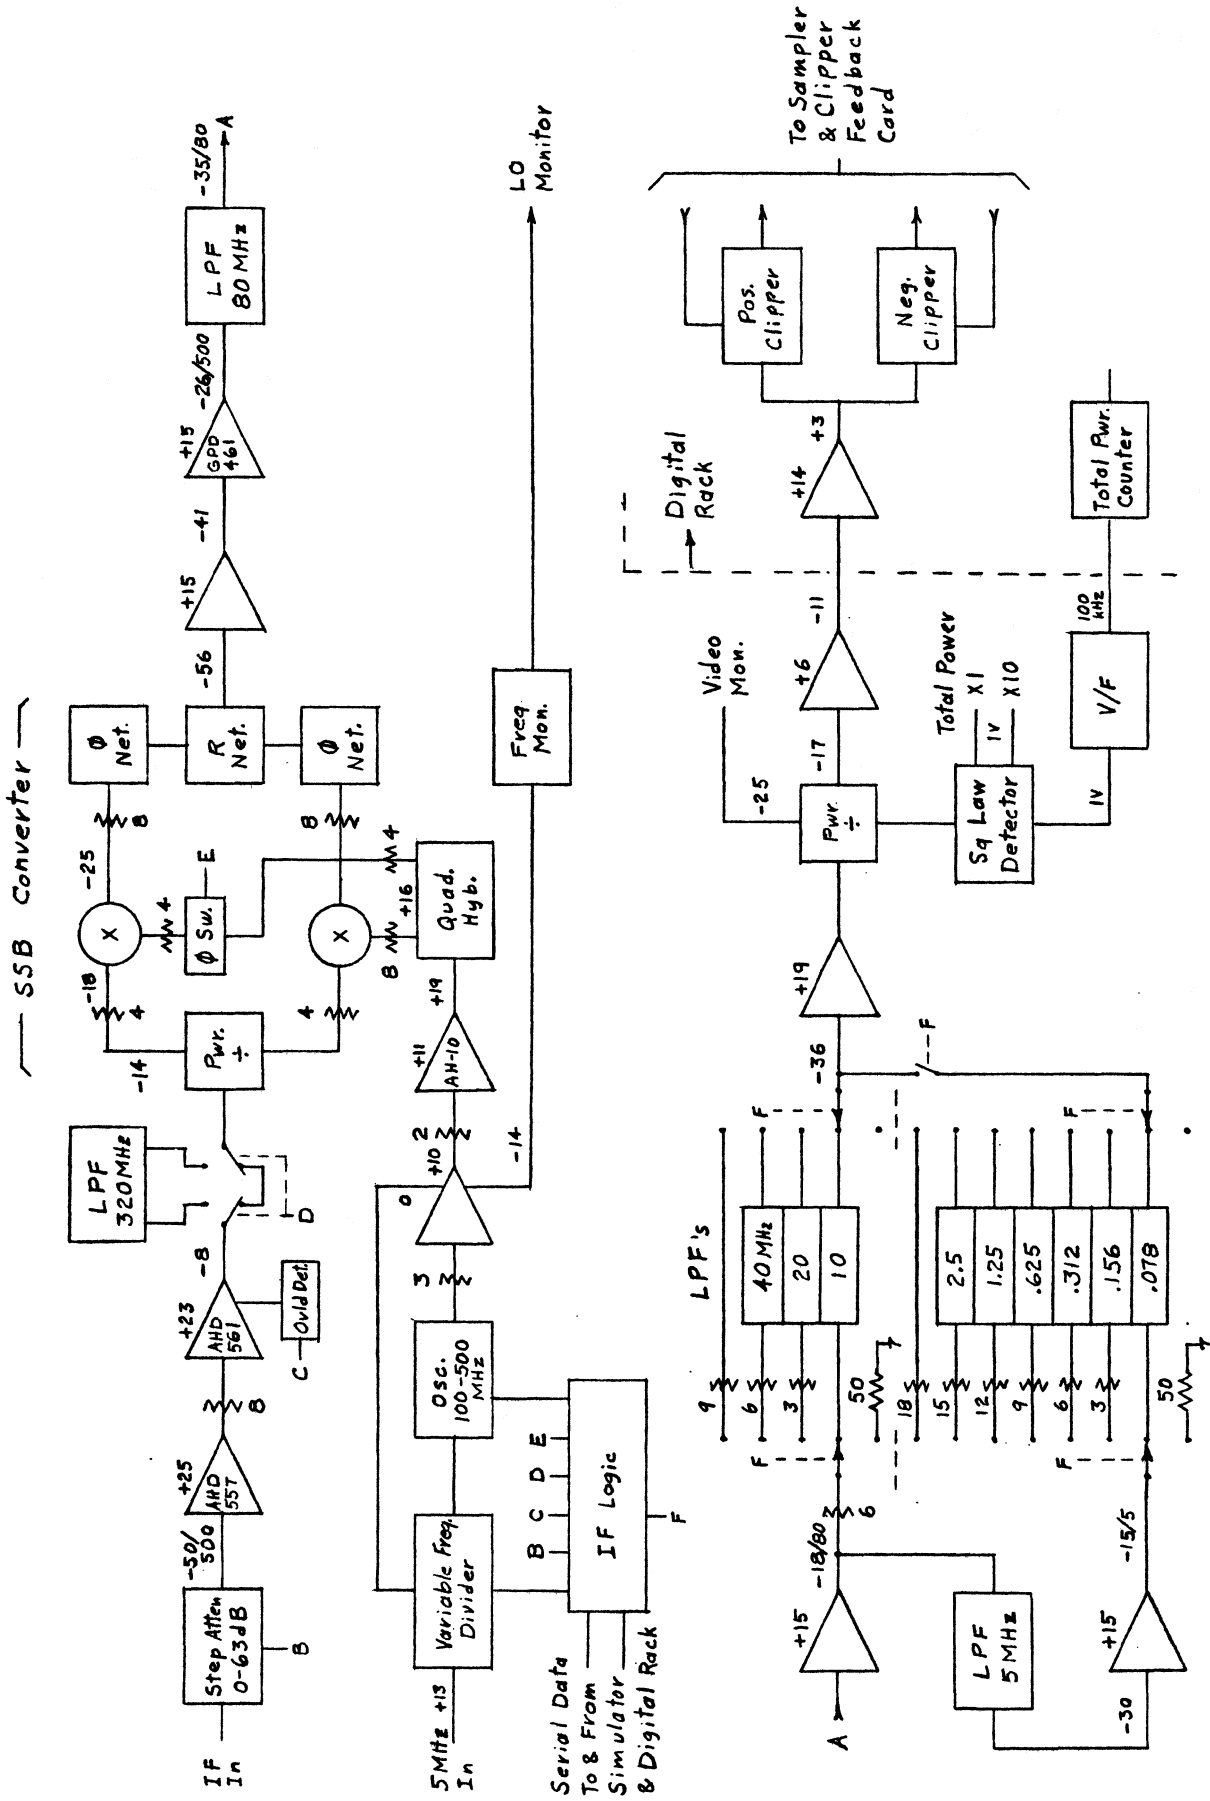 SSB Converter
IF
In
Step Atten
0-63dB
B
-50/
500
+25
AHD
557
8
+23
AHD
561
Ovld Det.
C
-8
LPF
320MHz
D
Pwr.
÷
-14
-18
4
4
X
X
-25
4
Ø Sw.
E
8
8
Ø
Net.
R
Net.
Ø
Net.
-56
+15
-41
+15
GPD
461
-26/500
LPF
80MHz
-35/80
A
5MHz +13
In
Variable Freq.
Divider
Osc.
100-500
MHz
3
0
+10
2
+11
AH-10
+19
Quad.
Hyb.
8
+16
4
-14
Freq.
Mon.
LO
Monitor
Serial Data
To & From
Simulator
& Digital Rack
IF Logic
B
C
D
E
F
A
+15
-18/80
6
LPF
5MHz
-30
+15
-15/5
F
F
LPF's
9
6
3
50
40MHz
20
10
18
15
12
9
6
3
50
2.5
1.25
.625
.312
.156
.078
F
F
F
-36
+19
Pwr.
÷
-25
Video
Mon.
-17
+6
-11
Sq Law
Detector
Total Power
X1
1V
X10
1V
V/F
100
kHz
Total Pwr.
Counter
Digital
Rack
+14
+3
Pos.
Clipper
Neg.
Clipper
To Sampler
& Clipper
Feedback
Card